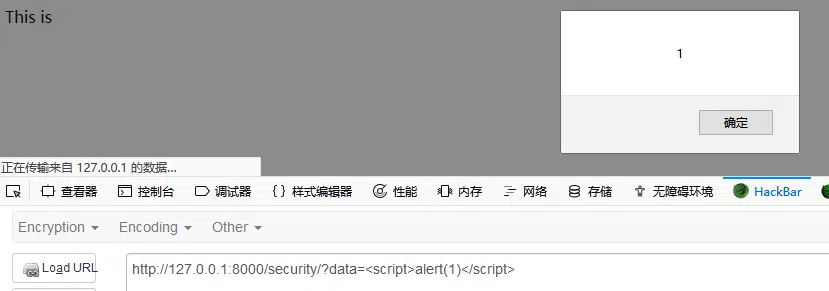 This is
1
确定
正在传输来自 127.0.0.1 的数据...
查看器 控制台 调试器 {} 样式编辑器 性能 内存 网络 存储 无障碍环境 HackBar
Encryption Encoding Other
Load URL
http://127.0.0.1:8000/security/?data=<script>alert(1)</script>